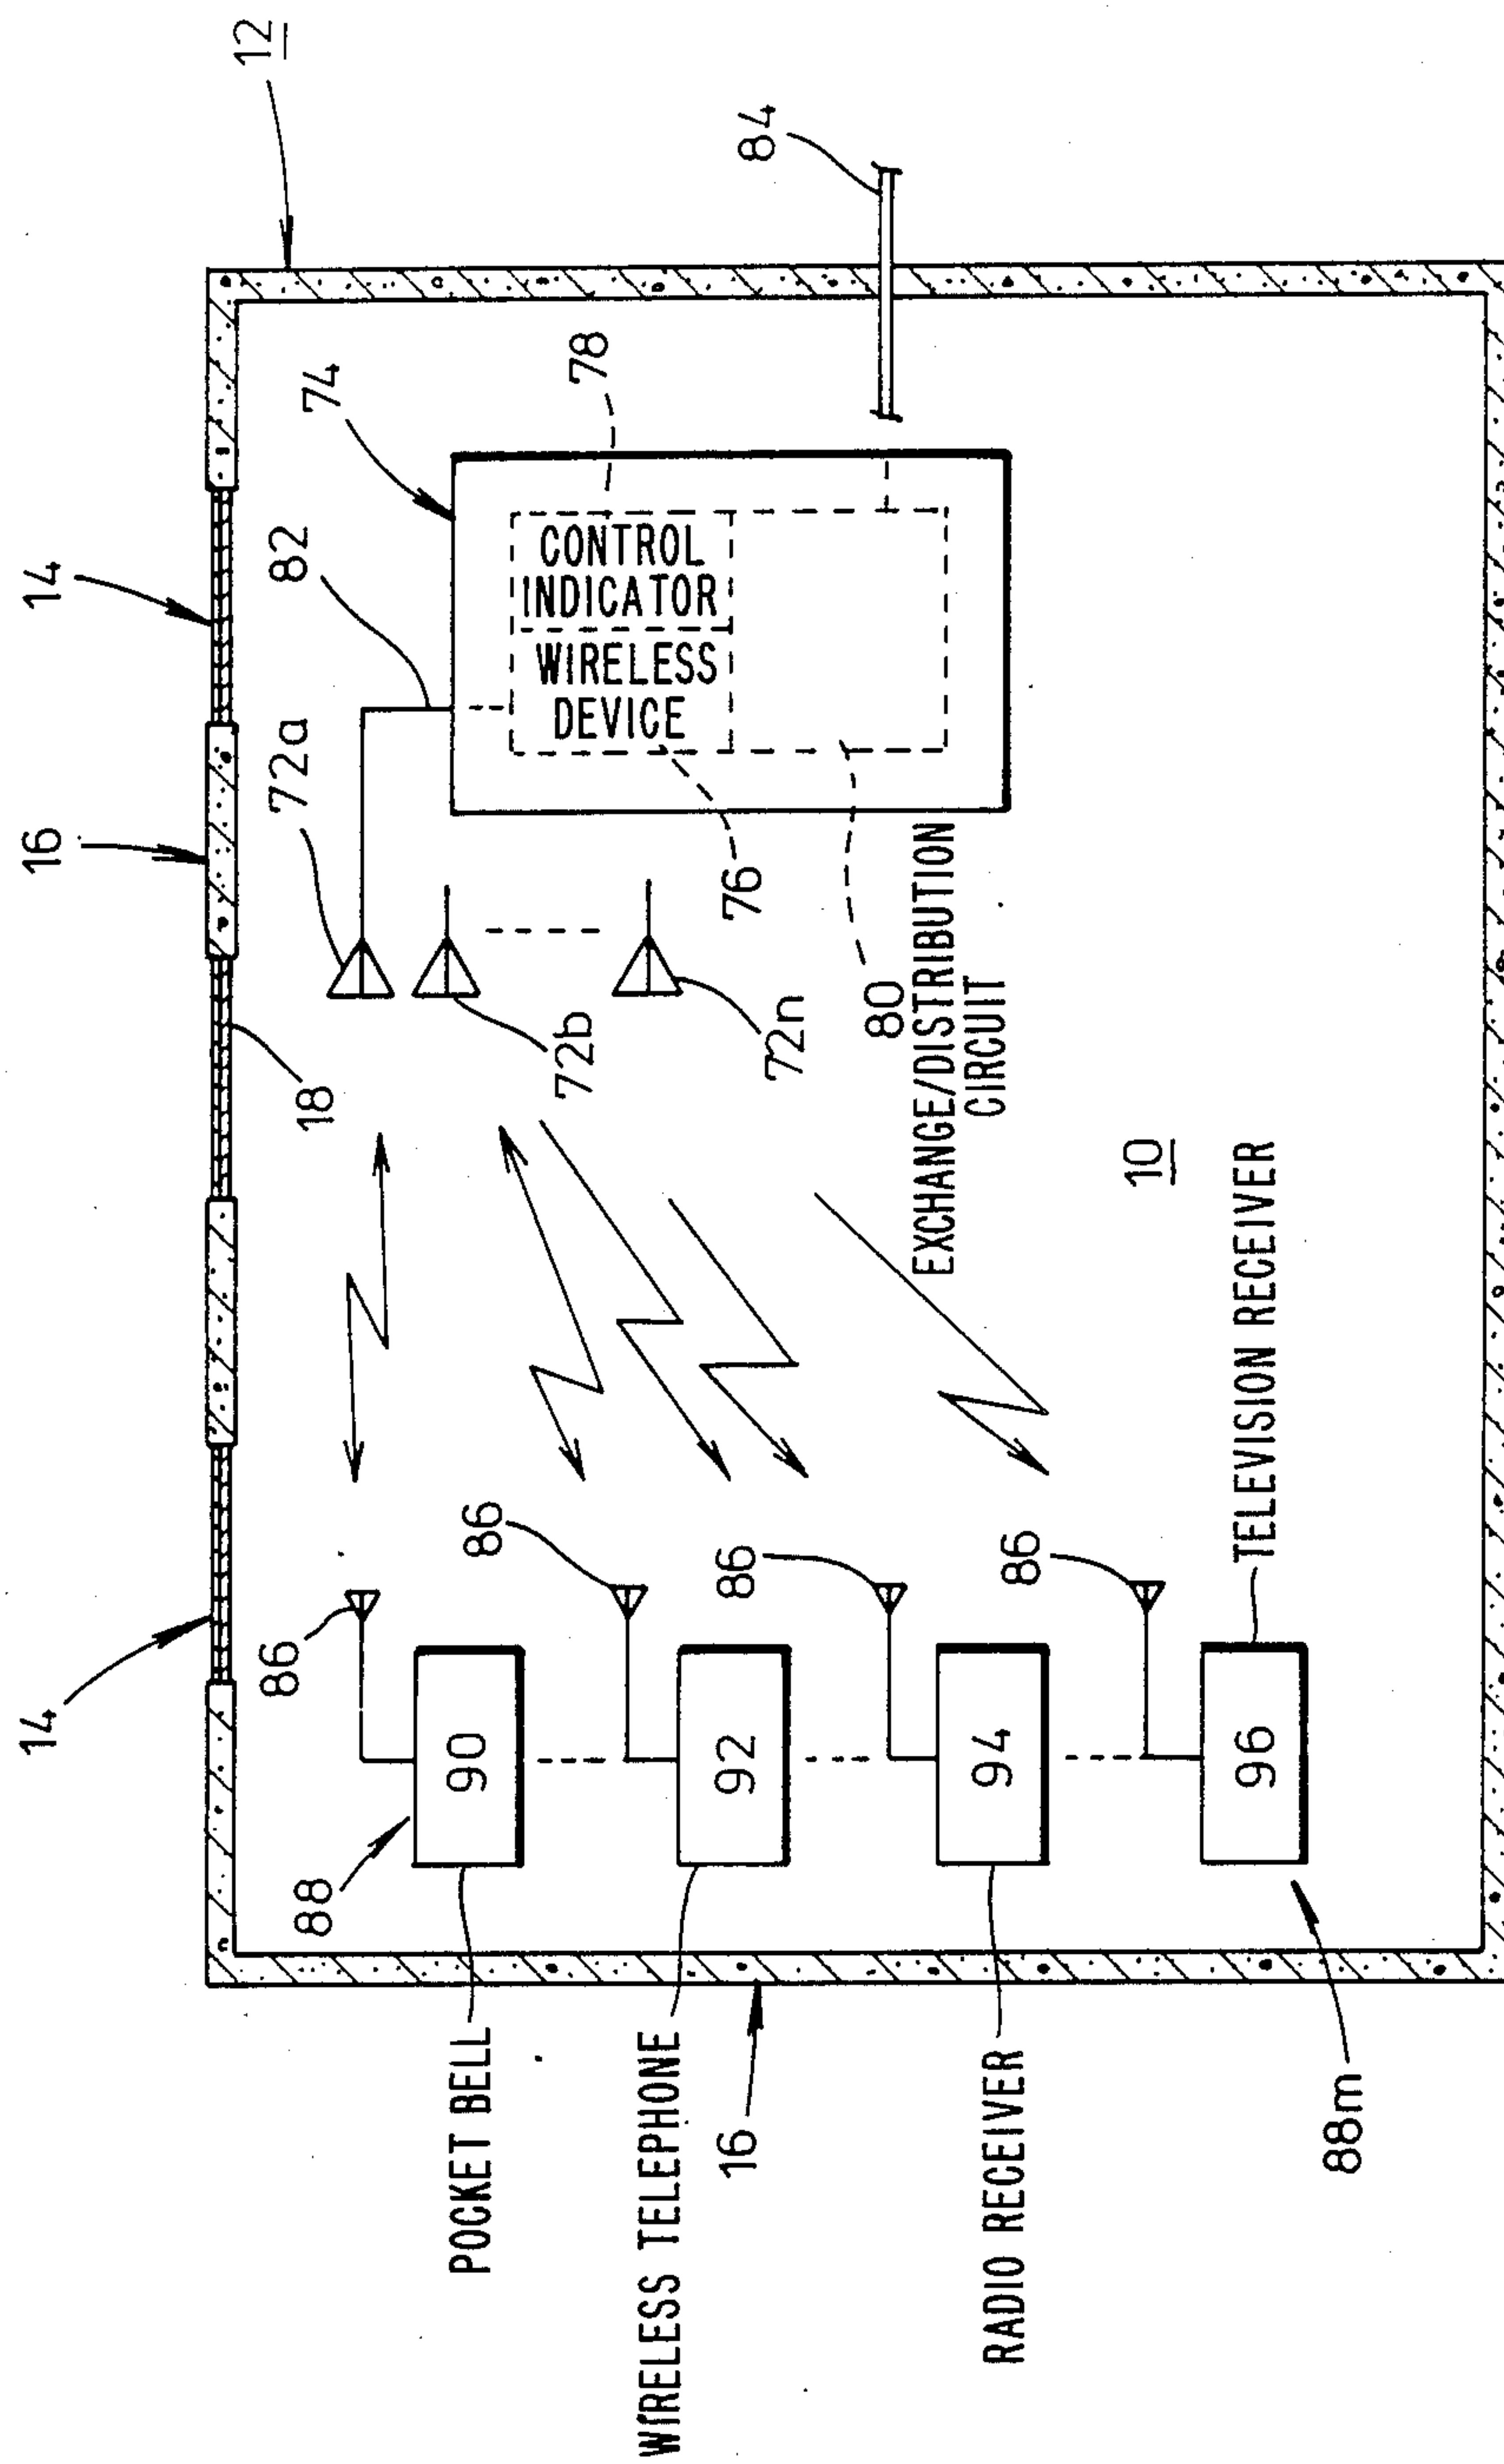 14
16
14
12
88
86
18
72a
82
74
POCKET BELL
90
86
72b
78
WIRELESS
DEVICE
CONTROL
INDICATOR
WIRELESS TELEPHONE
16
92
86
72n
76
84
80
EXCHANGE/DISTRIBUTION
CIRCUIT
RADIO RECEIVER
94
86
10
88m
96
TELEVISION RECEIVER